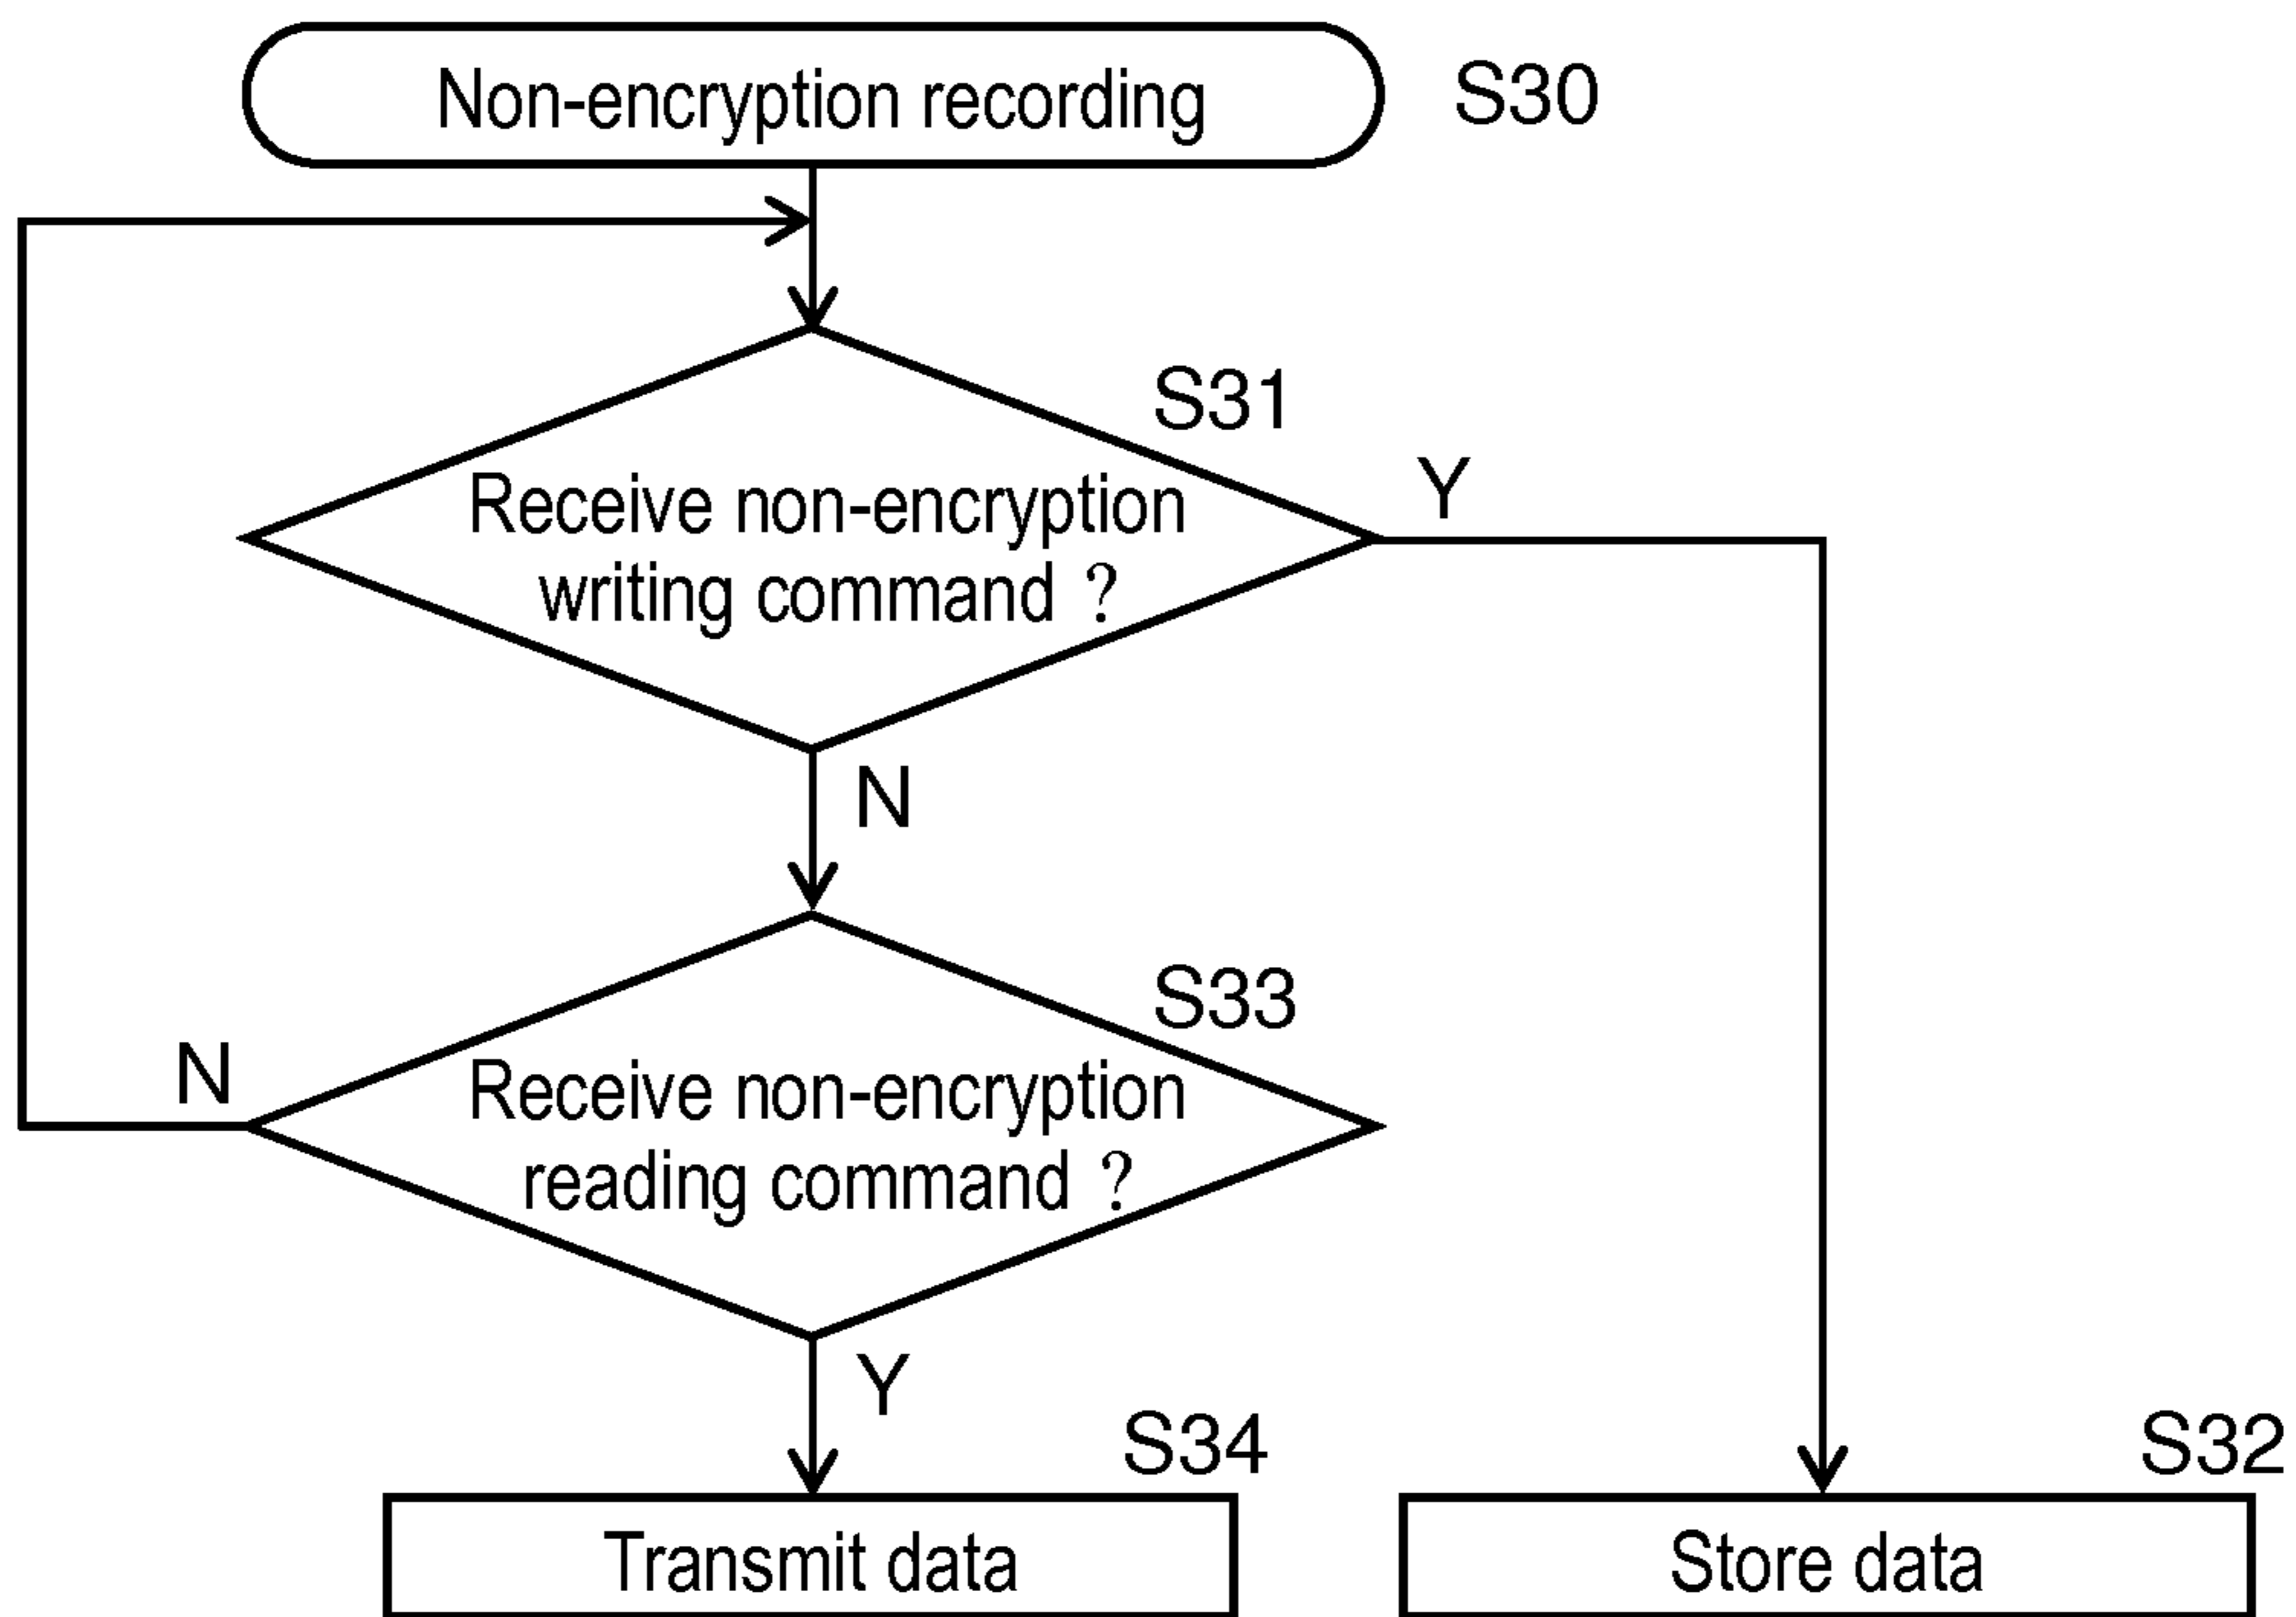 Non-encryption recording
S30
S31
Receive non-encryption
writing command ?
Y
N
S33
Receive non-encryption
reading command ?
N
Y
S34
Transmit data
S32
Store data